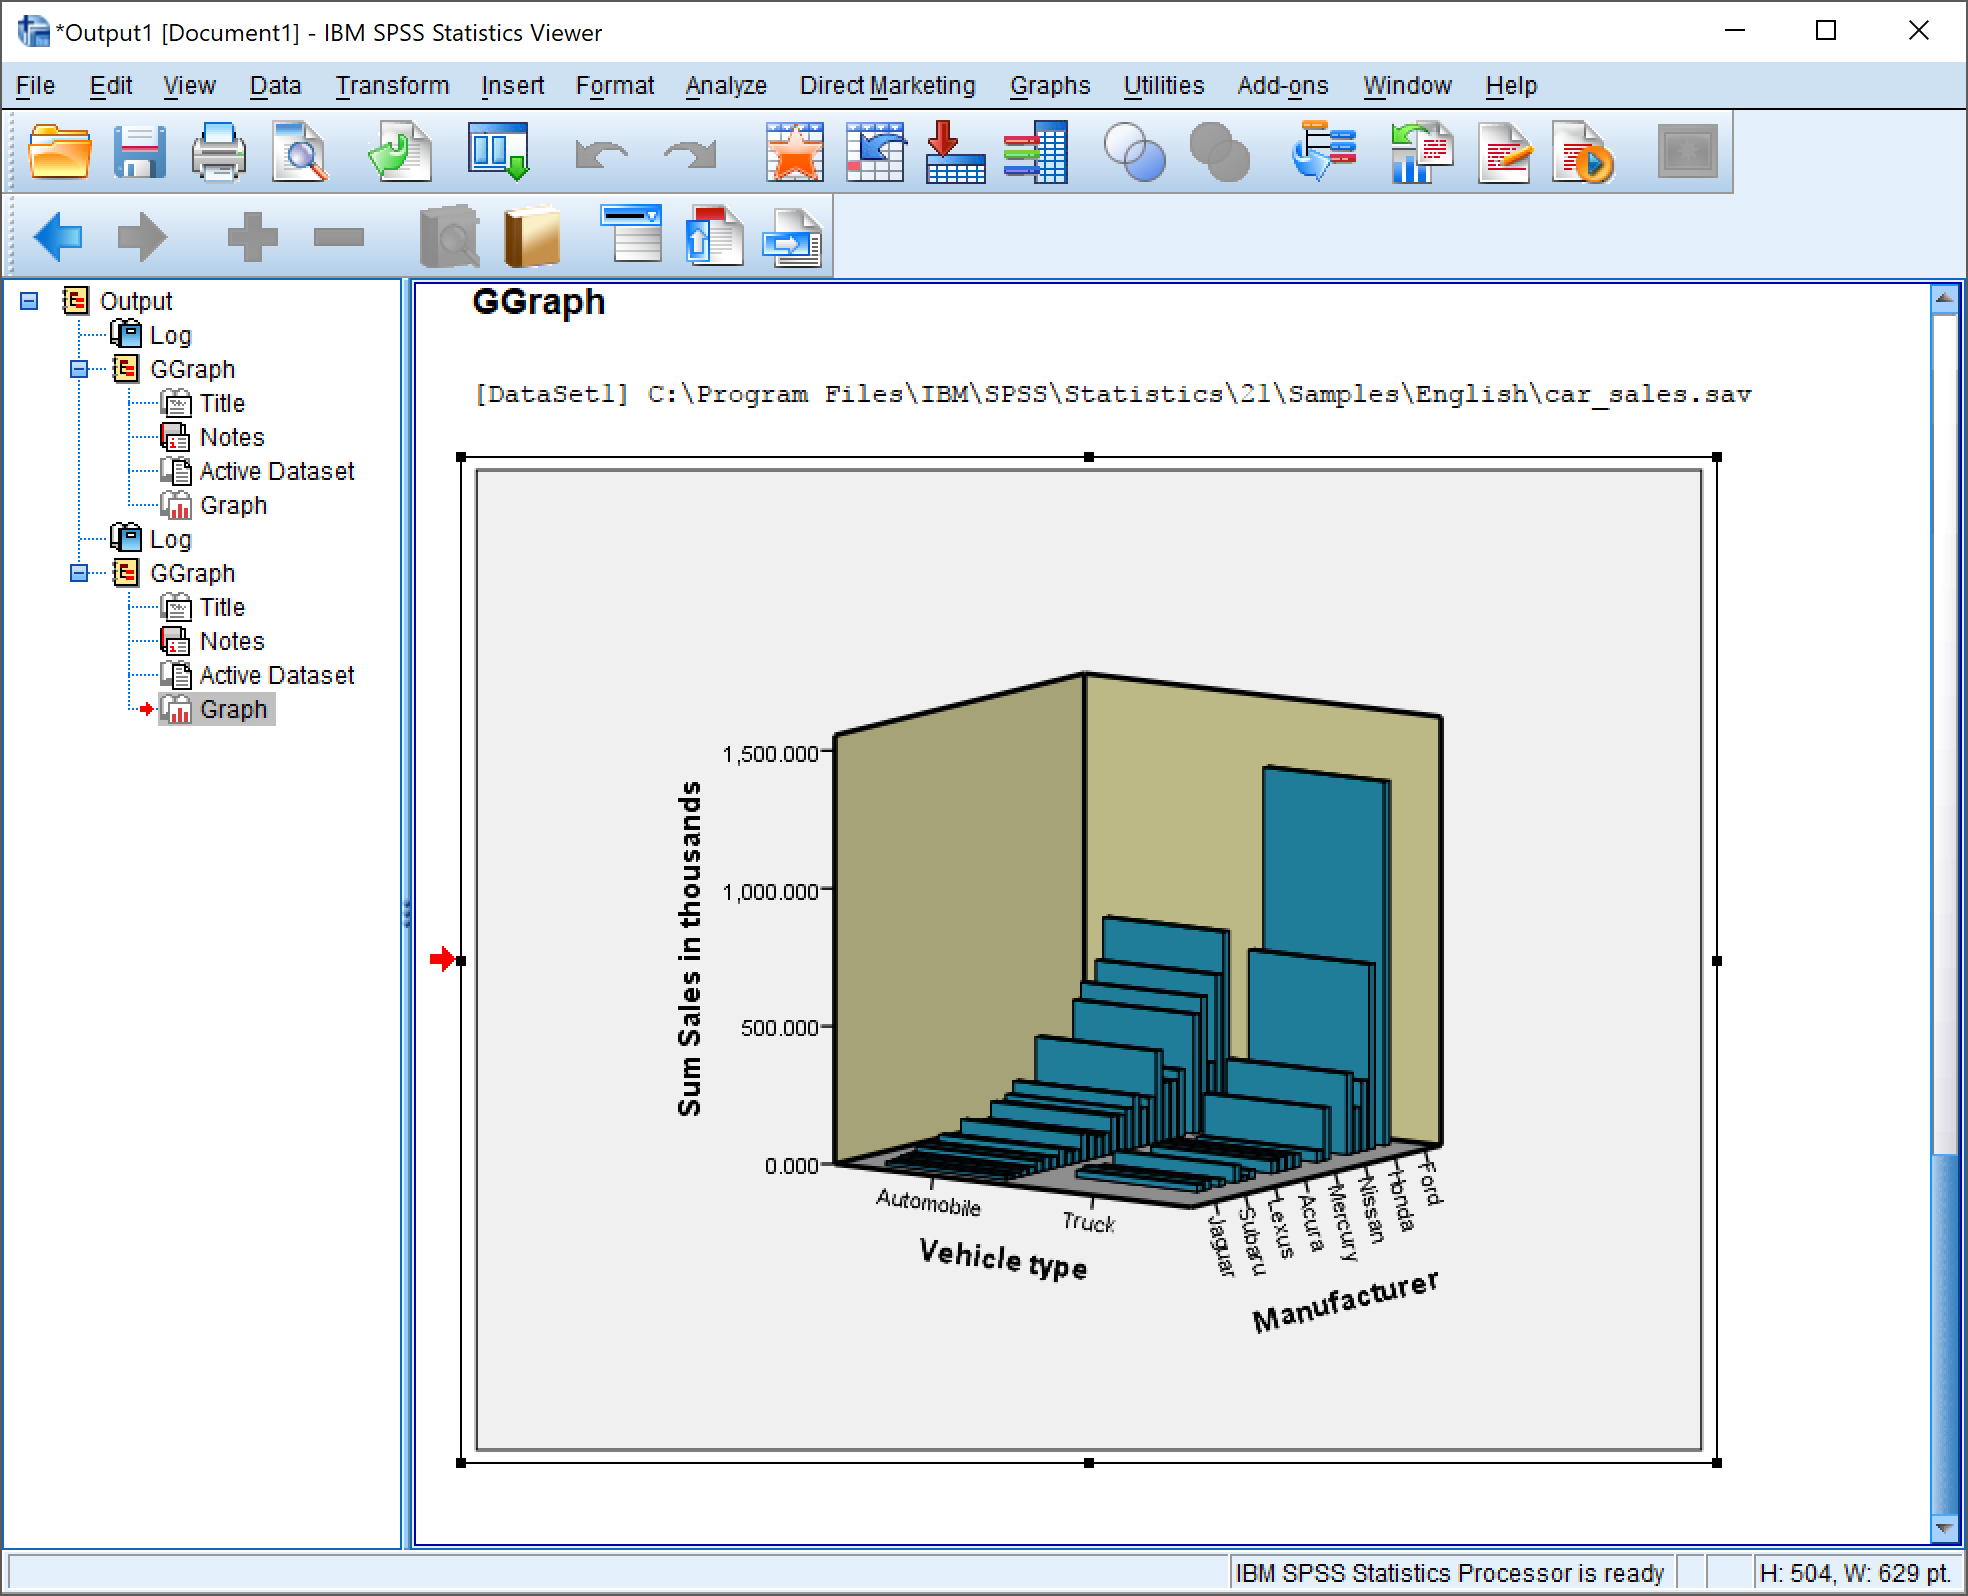 *Output1 [Document1] - IBM SPSS Statistics Viewer
File Edit View Data Transform Insert Format Analyze Direct Marketing Graphs Utilities Add-ons Window Help
Output
Log
GGraph
Title
Notes
Active Dataset
Graph
Log
GGraph
Title
Notes
Active Dataset
Graph
GGraph
[DataSet1] C:\Program Files\IBM\SPSS\Statistics\21\Samples\English\car_sales.sav
Sum Sales in thousands
1,500.000
1,000.000
500.000
0.000
Automobile
Truck
Vehicle type
Jaguar
Subaru
Lexus
Acura
Mercury
Nissan
Honda
Ford
Manufacturer
IBM SPSS Statistics Processor is ready
H: 504, W: 629 pt.